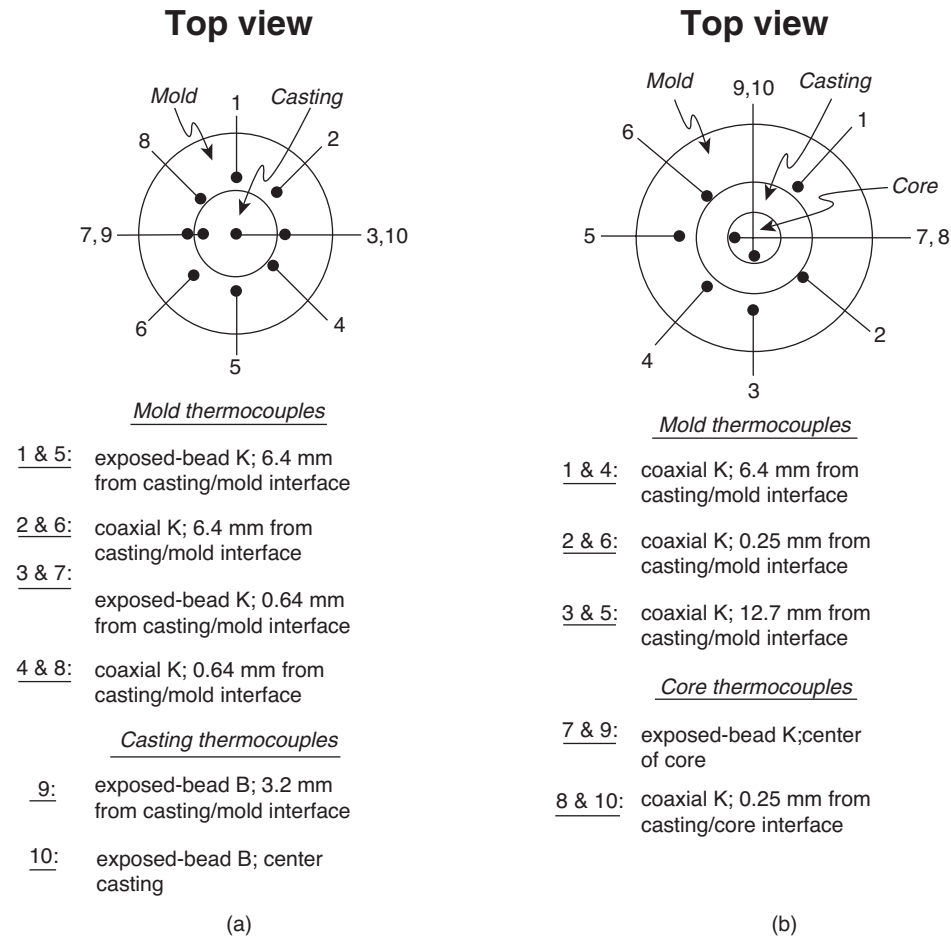 Top view
Mold
Casting
1
2
8
7,9
3,10
6
4
5
Mold thermocouples
1 & 5: exposed-bead K; 6.4 mm
from casting/mold interface
2 & 6: coaxial K; 6.4 mm from
casting/mold interface
3 & 7:
exposed-bead K; 0.64 mm
from casting/mold interface
4 & 8: coaxial K; 0.64 mm from
casting/mold interface
Casting thermocouples
9: exposed-bead B; 3.2 mm
from casting/mold interface
10: exposed-bead B; center
casting
(a)
Top view
Mold
9,10
Casting
1
6
Core
5
7,8
4
2
3
Mold thermocouples
1 & 4: coaxial K; 6.4 mm from
casting/mold interface
2 & 6: coaxial K; 0.25 mm from
casting/mold interface
3 & 5: coaxial K; 12.7 mm from
casting/mold interface
Core thermocouples
7 & 9: exposed-bead K;center
of core
8 & 10: coaxial K; 0.25 mm from
casting/core interface
(b)